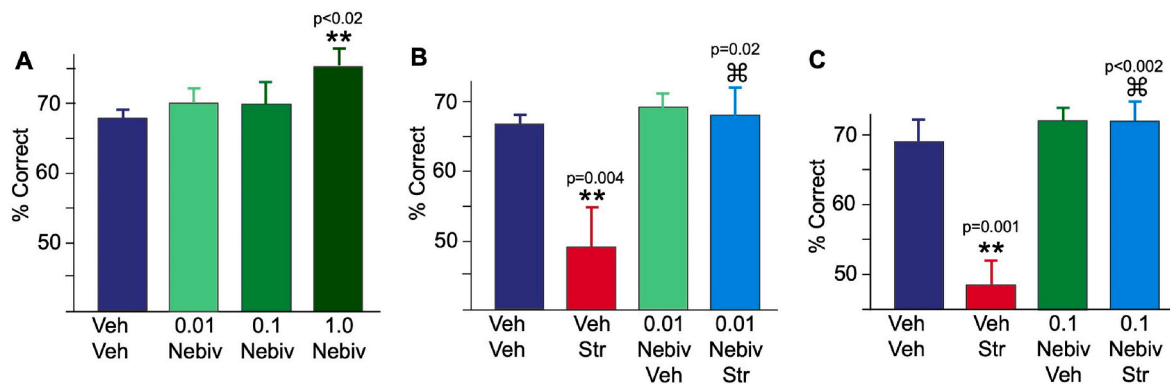 A
% Correct
70
60
50
p<0.02
**
Veh
Veh
0.01
Nebiv
0.1
Nebiv
1.0
Nebiv
B
% Correct
70
60
50
p=0.004
**
p=0.02
⌘
Veh
Veh
Veh
Str
0.01
Nebiv
Veh
0.01
Nebiv
Str
C
% Correct
70
60
50
p=0.001
**
p<0.002
⌘
Veh
Veh
Veh
Str
0.1
Nebiv
Veh
0.1
Nebiv
Str